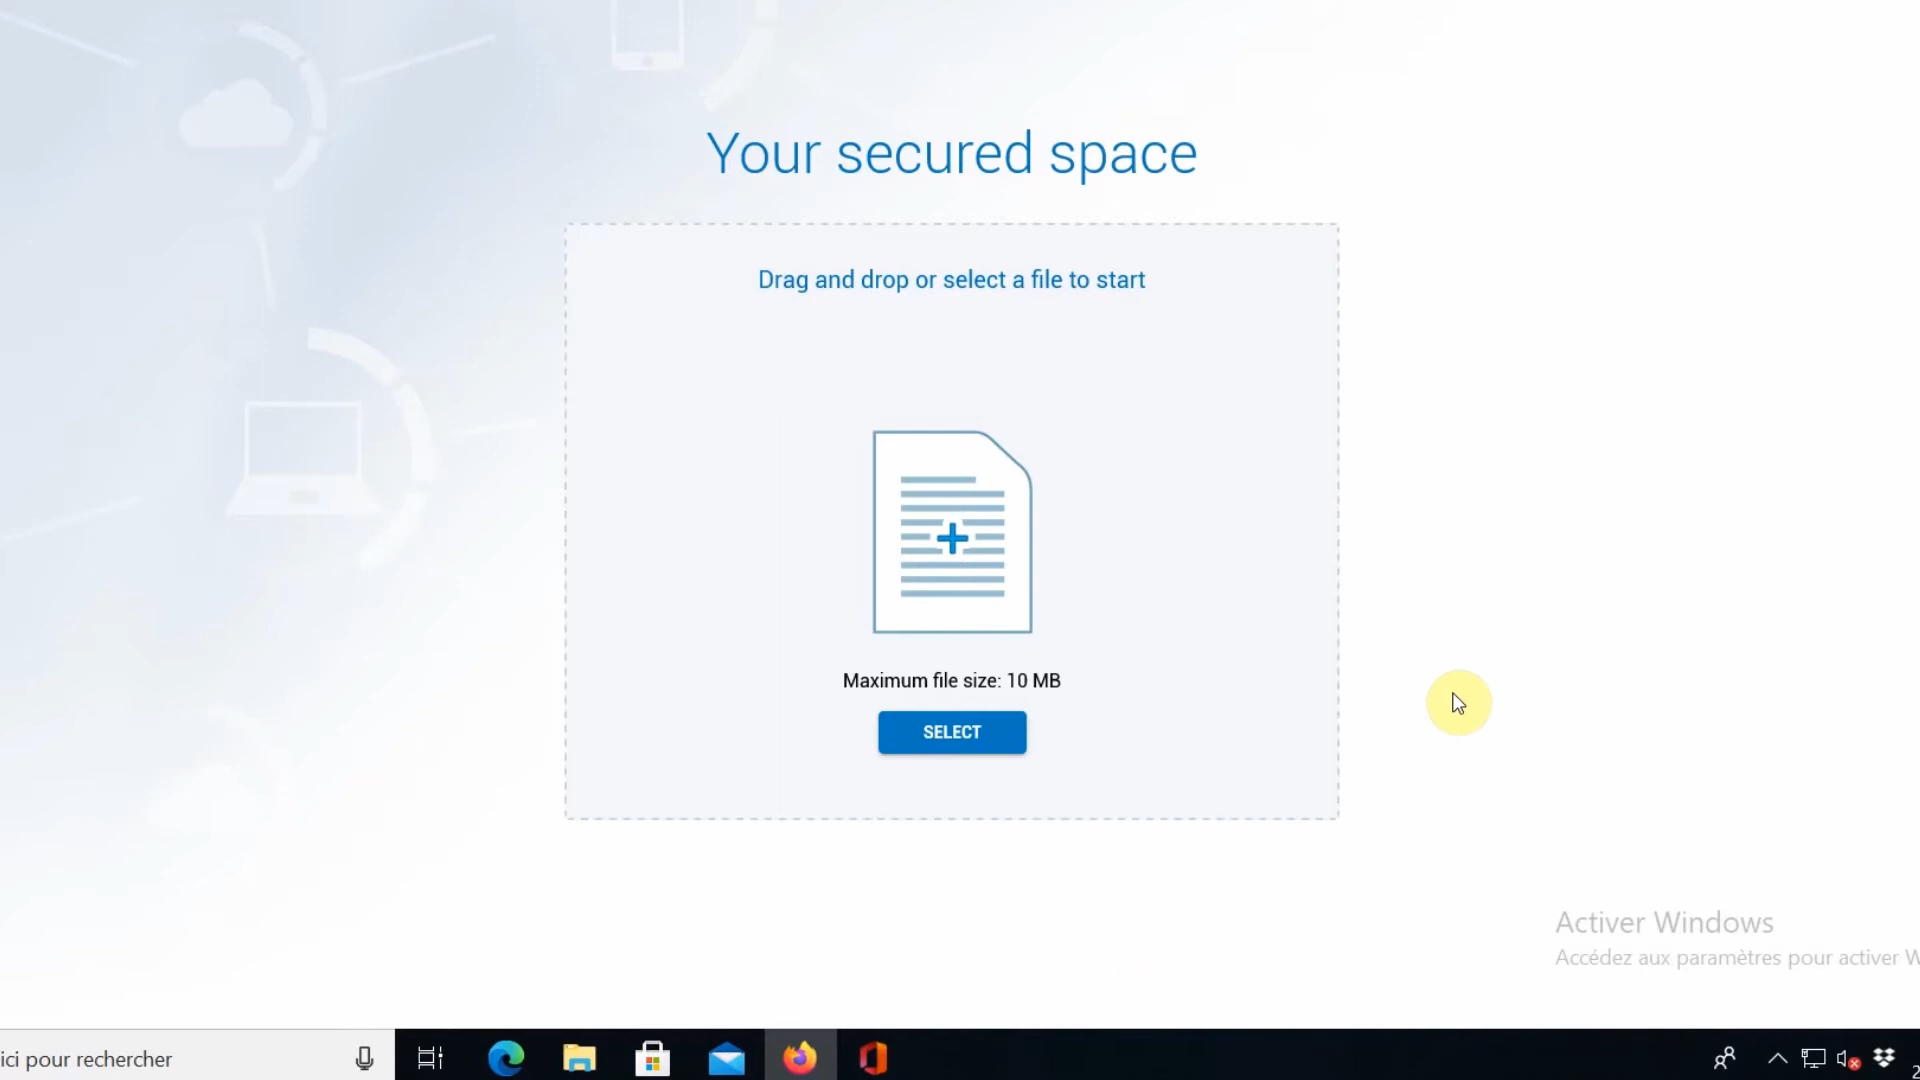 Your secured space
Drag and drop or select a file to start
Maximum file size: 10 MB
SELECT
Activer Windows
Accédez aux paramètres pour activer
ici pour rechercher